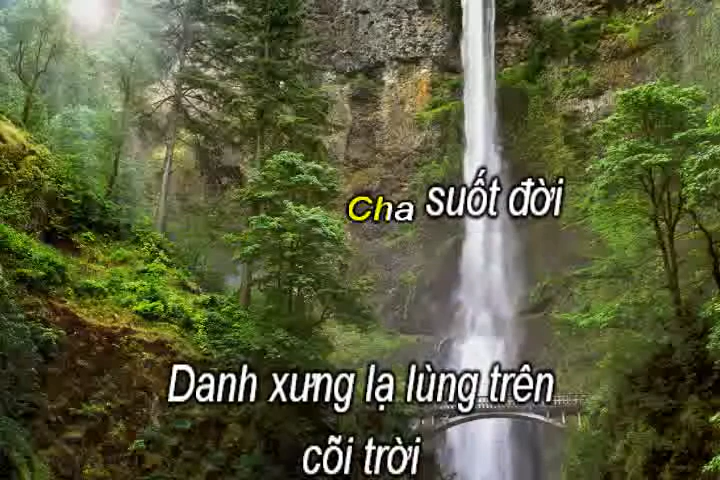 Cha suốt đời
Danh xưng lạ lùng trên
cõi trời